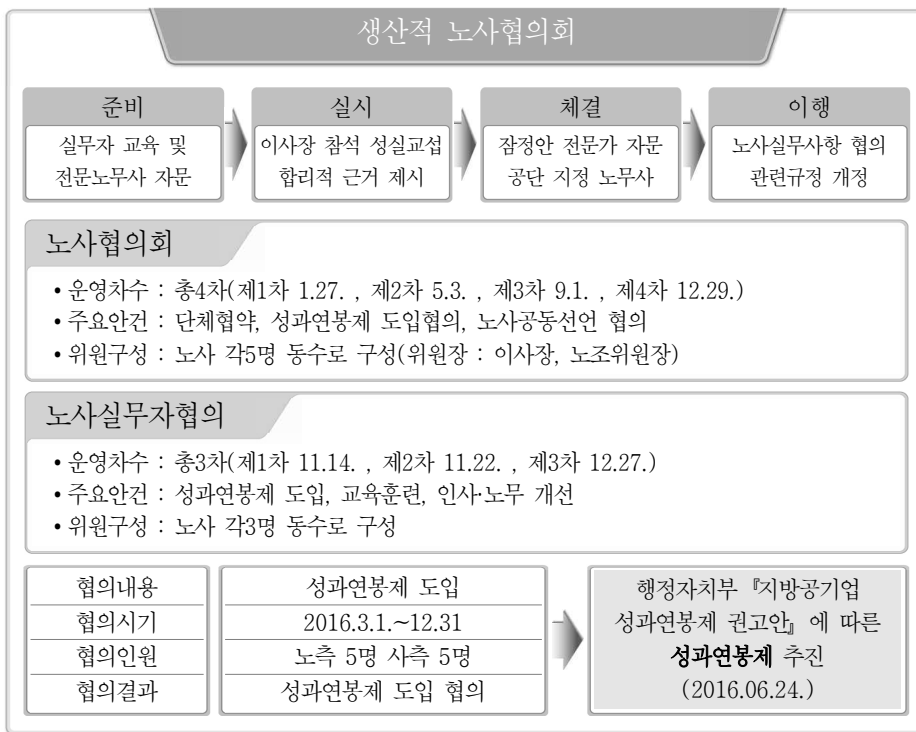 생산적 노사협의회
준비
실무자 교육 및
전문노무사 자문
실시
이사장 참석 성실교섭
합리적 근거 제시
체결
잠정안 전문가 자문
공단 지정 노무사
이행
노사실무사항 협의
관련규정 개정
노사협의회
• 운영차수 : 총4차(제1차 1.27. , 제2차 5.3. , 제3차 9.1. , 제4차 12.29.)
• 주요안건 : 단체협약, 성과연봉제 도입협의, 노사공동선언 협의
• 위원구성 : 노사 각5명 동수로 구성(위원장 : 이사장, 노조위원장)
노사실무자협의
• 운영차수 : 총3차(제1차 11.14. , 제2차 11.22. , 제3차 12.27.)
• 주요안건 : 성과연봉제 도입, 교육훈련, 인사·노무 개선
• 위원구성 : 노사 각3명 동수로 구성
협의내용 성과연봉제 도입
협의시기 2016.3.1.~12.31
협의인원 노측 5명 사측 5명
협의결과 성과연봉제 도입 협의
행정자치부 『지방공기업
성과연봉제 권고안』에 따른
성과연봉제 추진
(2016.06.24.)